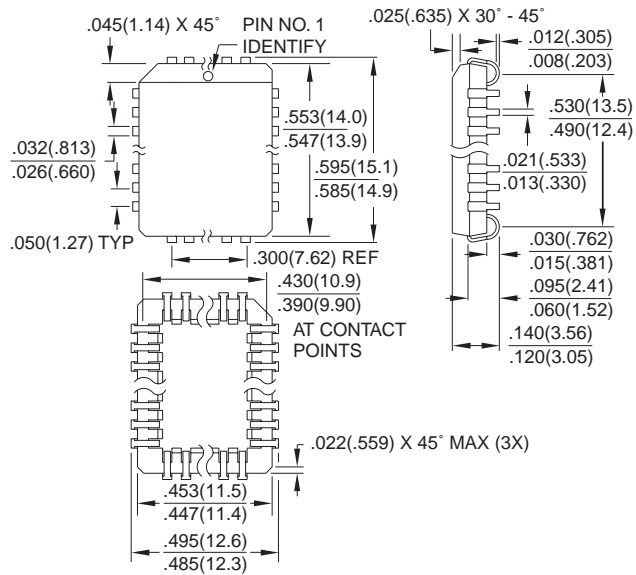 .045(1.14) X 45°
PIN NO. 1
IDENTIFY
.025(.635) X 30° - 45°
.012(.305)
.008(.203)
.553(14.0)
.547(13.9)
.530(13.5)
.490(12.4)
.032(.813)
.026(.660)
.595(15.1)
.585(14.9)
.021(.533)
.013(.330)
.050(1.27) TYP
.300(7.62) REF
.030(.762)
.015(.381)
.430(10.9)
.390(9.90)
AT CONTACT
POINTS
.095(2.41)
.060(1.52)
.140(3.56)
.120(3.05)
.022(.559) X 45° MAX (3X)
.453(11.5)
.447(11.4)
.495(12.6)
.485(12.3)